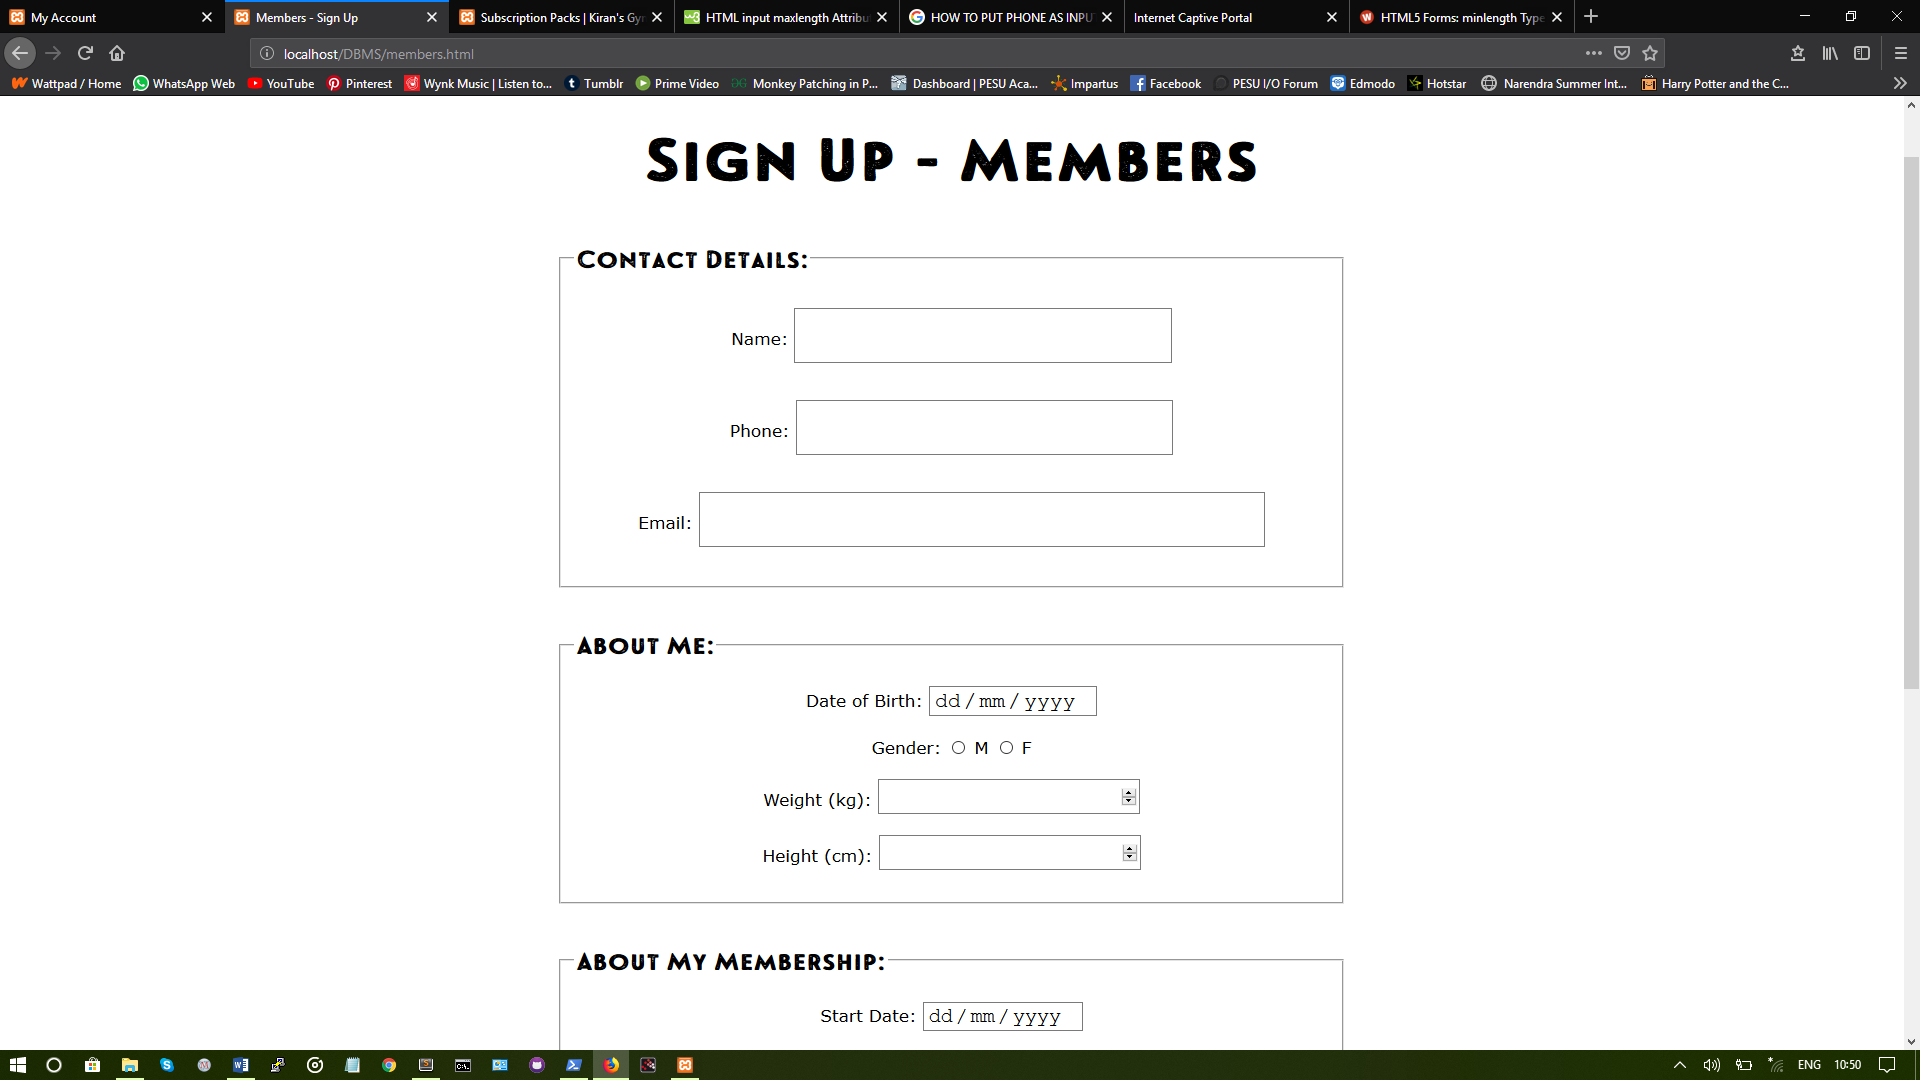 My Account
Members - Sign Up
Subscription Packs | Kiran's Gy
HTML input maxlength Attribu
HOW TO PUT PHONE AS INPU
Internet Captive Portal
HTML5 Forms: minlength Type
localhost/DBMS/members.html
Wattpad / Home
WhatsApp Web
YouTube
Pinterest
Wynk Music | Listen to...
Tumblr
Prime Video
Monkey Patching in P...
Dashboard | PESU Aca...
Impartus
Facebook
PESU I/O Forum
Edmodo
Hotstar
Narendra Summer Int...
Harry Potter and the C...
Sign Up - Members
Contact Details:
Name:
Phone:
Email:
About Me:
Date of Birth: dd / mm / yyyy
Gender: M F
Weight (kg):
Height (cm):
About My Membership:
Start Date: dd / mm / yyyy
ENG 10:50